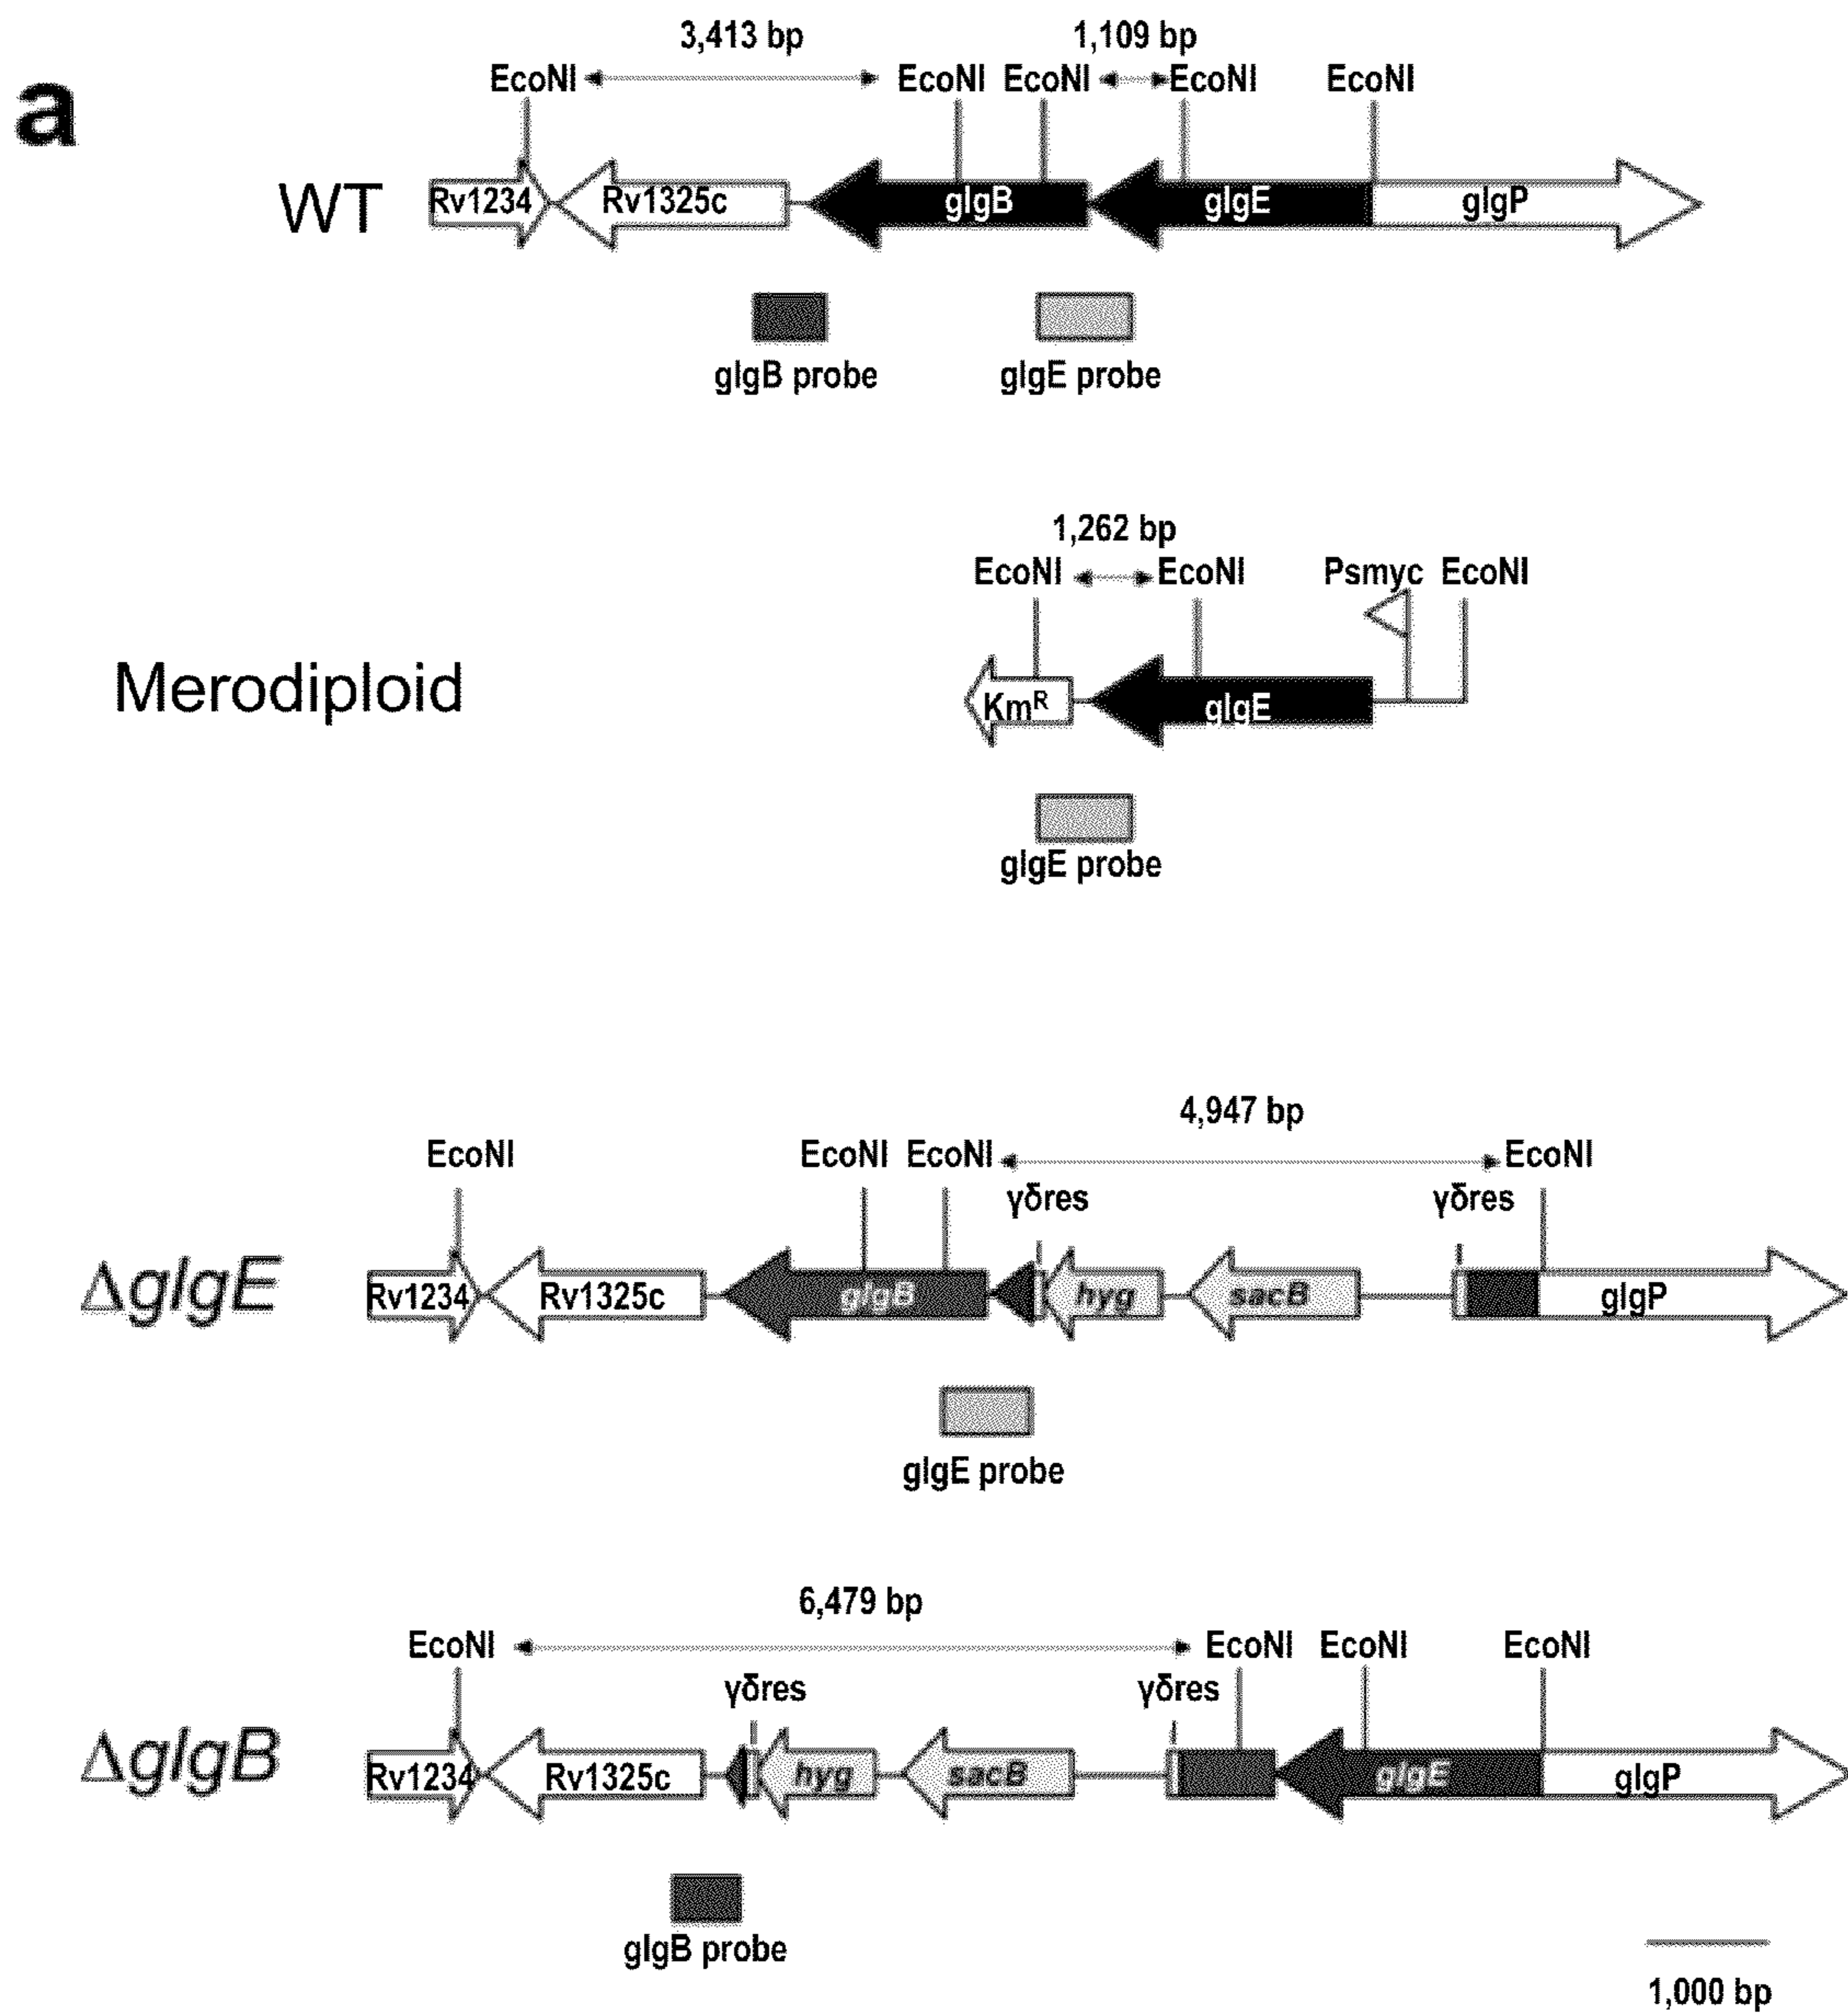 a
3,413 bp 1,109 bp
EcoNI EcoNI EcoNI EcoNI EcoNI
WT
Rv1234 Rv1325c glgB glgE glgP
glgB probe glgE probe
1,262 bp
EcoNI EcoNI Psmyc EcoNI
Merodiploid
KmR glgE
glgE probe
4,947 bp
EcoNI EcoNI EcoNI EcoNI
γδres γδres
ΔglgE
Rv1234 Rv1325c glgB hyg sacB glgP
glgE probe
6,479 bp
EcoNI EcoNI EcoNI EcoNI
γδres γδres
ΔglgB
Rv1234 Rv1325c hyg sacB glgE glgP
glgB probe
1,000 bp